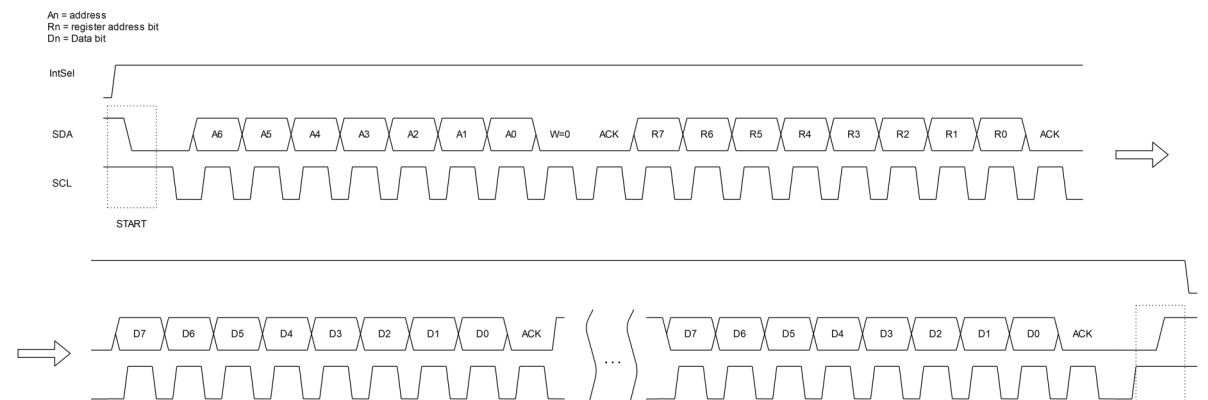 An = address
Rn = register address bit
Dn = Data bit
IntSel
SDA A6 A5 A4 A3 A2 A1 A0 W=0 ACK R7 R6 R5 R4 R3 R2 R1 R0 ACK
SCL
START
D7 D6 D5 D4 D3 D2 D1 D0 ACK ... D7 D6 D5 D4 D3 D2 D1 D0 ACK